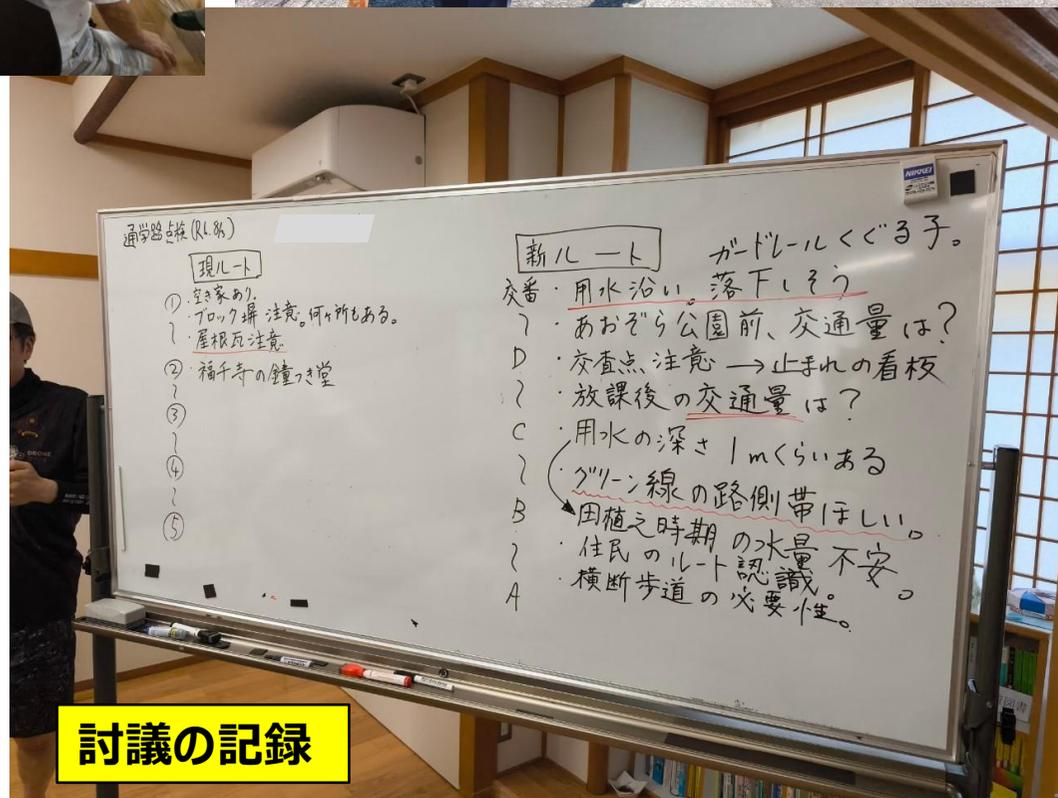 通学路点検(R6.8/4)
現ルート
① ・空き家あり。
〜 ・ブロック塀 注意。何ヶ所もある。
・屋根瓦注意
② ・福千寺の鐘つき堂
〜
③
〜
④
〜
⑤
新ルート
ガードレールくぐる子。
交番 ・用水沿い。落下しそう
〜 ・あおぞら公園前、交通量は?
D ・交査点注意 →止まれの看板
〜 ・放課後の交通量は?
C ・用水の深さ 1mくらいある
〜 ・グリーン線の路側帯ほしい。
B 田植え時期の水量 不安。
〜 ・住民のルート認識。
A ・横断歩道の必要性。
NIKKEI
DRONE
討議の記録